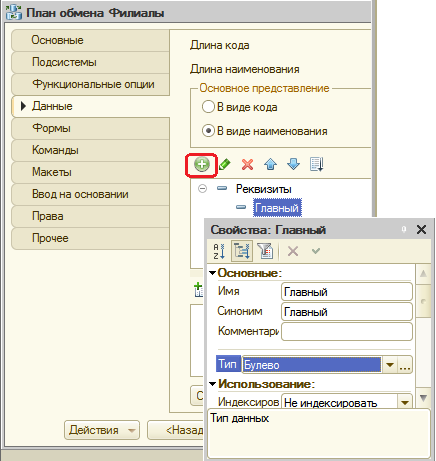 План обмена Филиалы
Основные
Подсистемы
Функциональные опции
Данные
Формы
Команды
Макеты
Ввод на основании
Права
Прочее
Длина кода
Длина наименования
Основное представление
В виде кода
В виде наименования
Реквизиты
Главный
Свойства: Главный
Основные:
Имя Главный
Синоним Главный
Комментари
Тип Булево
Использование:
Индексиров Не индексировать
Тип данных
Действия
<Назад